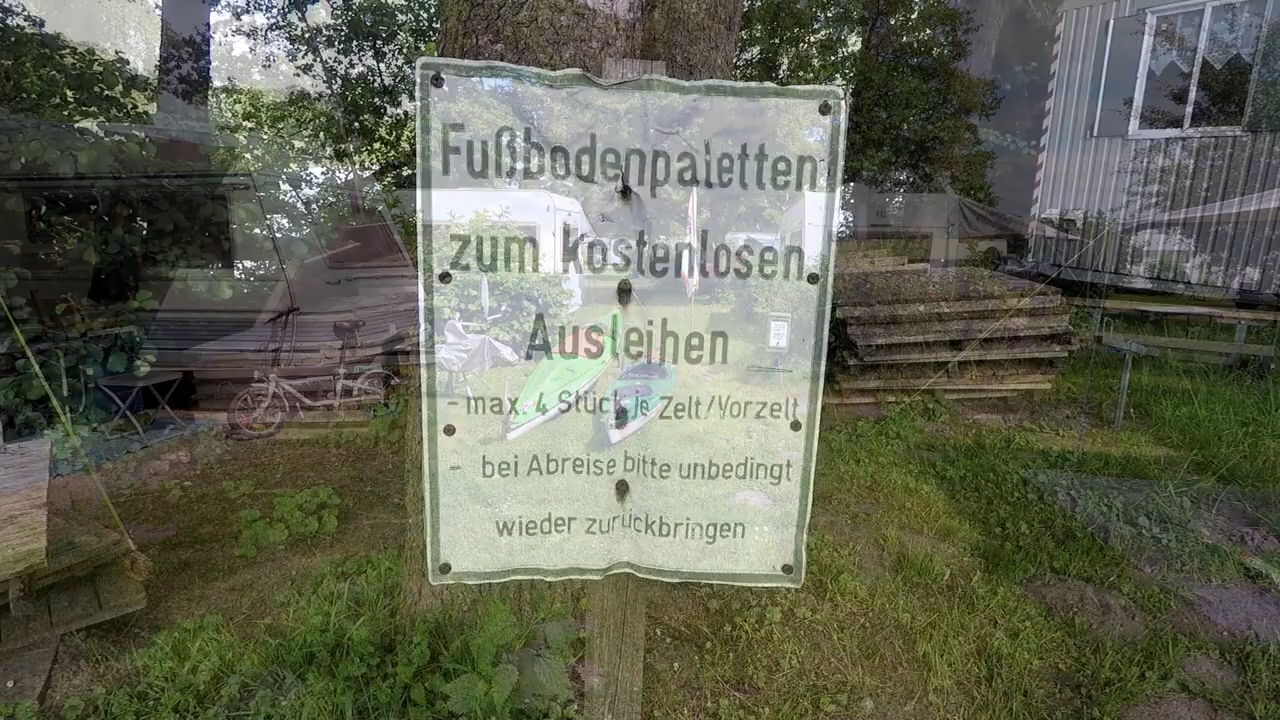 Fußbodenpaletten
zum kostenlosen
Ausleihen
- max. 4 Stück je Zelt/Vorzelt
- bei Abreise bitte unbedingt
wieder zurückbringen